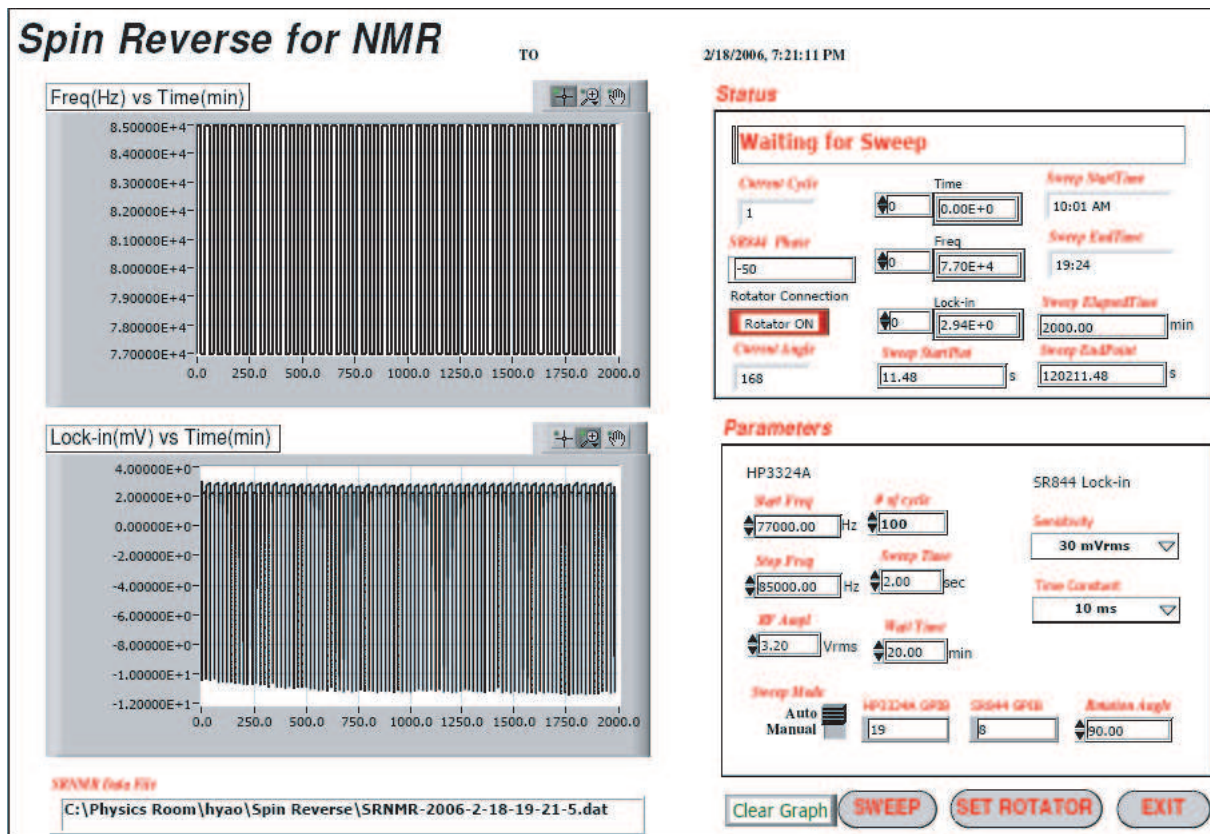 Spin Reverse for NMR
TO
2/18/2006, 7:21:11 PM
Freq(Hz) vs Time(min)
8.50000E+4
8.40000E+4
8.30000E+4
8.20000E+4
8.10000E+4
8.00000E+4
7.90000E+4
7.80000E+4
7.70000E+4
0.0 250.0 500.0 750.0 1000.0 1250.0 1500.0 1750.0 2000.0
Lock-in(mV) vs Time(min)
4.00000E+0
2.00000E+0
0.00000E+0
-2.00000E+0
-4.00000E+0
-6.00000E+0
-8.00000E+0
-1.00000E+1
-1.20000E+1
0.0 250.0 500.0 750.0 1000.0 1250.0 1500.0 1750.0 2000.0
SRNMR Data File
C:\Physics Room\hyao\Spin Reverse\SRNMR-2006-2-18-19-21-5.dat
Status
Waiting for Sweep
Current Cycle
1
Time
0
0.00E+0
Sweep StartTime
10:01 AM
SR844 Phase
-50
Freq
0
7.70E+4
Sweep EndTime
19:24
Rotator Connection
Rotator ON
Lock-in
0
2.94E+0
Sweep ElapsedTime
2000.00 min
Current Angle
168
Sweep StartPint
11.48 s
Sweep EndPoint
120211.48 s
Parameters
HP3324A
SR844 Lock-in
Start Freq
77000.00 Hz
# of cycle
100
Sensitivity
30 mVrms
Stop Freq
85000.00 Hz
Sweep Time
2.00 sec
Time Constant
10 ms
RF Ampl
3.20 Vrms
Wait Time
20.00 min
Sweep Mode
Auto
Manual
HP3324A GPIB
19
SR844 GPIB
8
Rotation Angle
90.00
Clear Graph
SWEEP
SET ROTATOR
EXIT